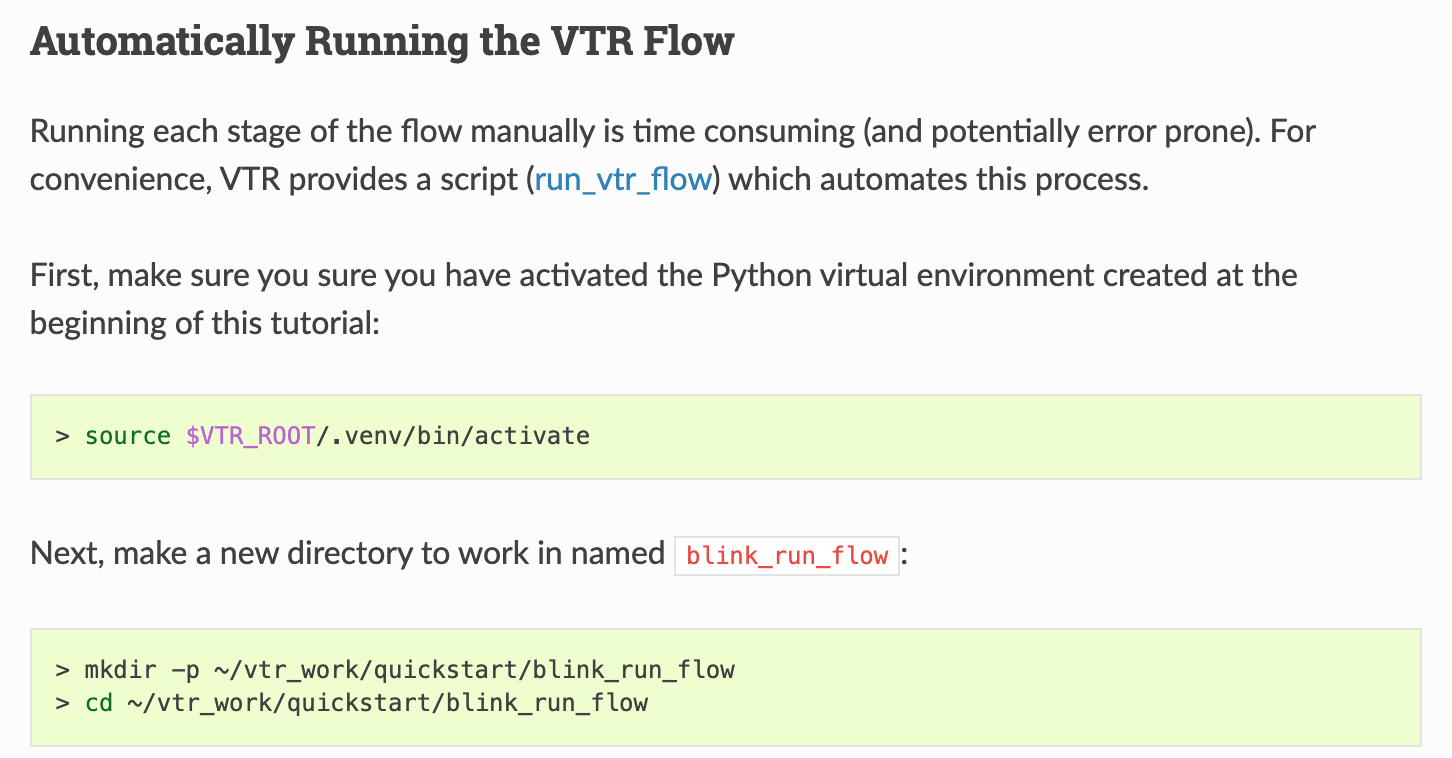 Automatically Running the VTR Flow
Running each stage of the flow manually is time consuming (and potentially error prone). For
convenience, VTR provides a script (run_vtr_flow) which automates this process.
First, make sure you sure you have activated the Python virtual environment created at the
beginning of this tutorial:
> source $VTR_ROOT/.venv/bin/activate
Next, make a new directory to work in named blink_run_flow:
> mkdir -p ~/vtr_work/quickstart/blink_run_flow
> cd ~/vtr_work/quickstart/blink_run_flow